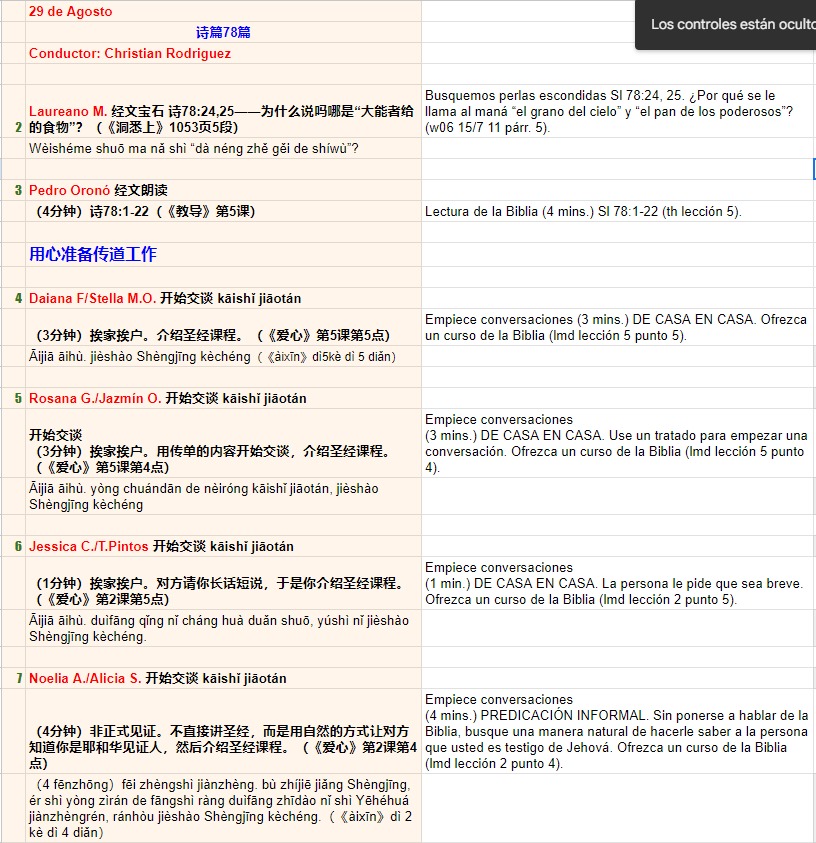 29 de Agosto
Los controles están oculto
诗篇78篇
Conductor: Christian Rodriguez
2 Laureano M. 经文宝石 诗78:24,25——为什么说吗哪是“大能者给
的食物”？（《洞悉上》1053页5段）
Busquemos perlas escondidas Sl 78:24, 25. ¿Por qué se le
llama al maná “el grano del cielo” y “el pan de los poderosos”?
(w06 15/7 11 párr. 5).
Wèishéme shuō ma nǎ shì “dà néng zhě gěi de shíwù”?
3 Pedro Oronó 经文朗读
（4分钟）诗78:1-22（《教导》第5课）
Lectura de la Biblia (4 mins.) Sl 78:1-22 (th lección 5).
用心准备传道工作
4 Daiana F/Stella M.O. 开始交谈 kāishǐ jiāotán
（3分钟）挨家挨户。介绍圣经课程。（《爱心》第5课第5点）
Empiece conversaciones (3 mins.) DE CASA EN CASA. Ofrezca
un curso de la Biblia (lmd lección 5 punto 5).
Āijiā āihù. jièshào Shèngjīng kèchéng（《àixīn》dì5kè dì 5 diǎn）
5 Rosana G./Jazmín O. 开始交谈 kāishǐ jiāotán
开始交谈
（3分钟）挨家挨户。用传单的内容开始交谈，介绍圣经课程。
（《爱心》第5课第4点）
Empiece conversaciones
(3 mins.) DE CASA EN CASA. Use un tratado para empezar una
conversación. Ofrezca un curso de la Biblia (lmd lección 5 punto
4).
Āijiā āihù. yòng chuándān de nèiróng kāishǐ jiāotán, jièshào
Shèngjīng kèchéng
6 Jessica C./T.Pintos 开始交谈 kāishǐ jiāotán
（1分钟）挨家挨户。对方请你长话短说，于是你介绍圣经课程。
（《爱心》第2课第5点）
Empiece conversaciones
(1 min.) DE CASA EN CASA. La persona le pide que sea breve.
Ofrezca un curso de la Biblia (lmd lección 2 punto 5).
Āijiā āihù. duìfāng qǐng nǐ cháng huà duǎn shuō, yúshì nǐ jièshào
Shèngjīng kèchéng.
7 Noelia A./Alicia S. 开始交谈 kāishǐ jiāotán
（4分钟）非正式见证。不直接讲圣经，而是用自然的方式让对方
知道你是耶和华见证人，然后介绍圣经课程。（《爱心》第2课第4
点）
Empiece conversaciones
(4 mins.) PREDICACIÓN INFORMAL. Sin ponerse a hablar de la
Biblia, busque una manera natural de hacerle saber a la persona
que usted es testigo de Jehová. Ofrezca un curso de la Biblia
(lmd lección 2 punto 4).
（4 fēnzhōng）fēi zhèngshì jiànzhèng. bù zhíjiē jiǎng Shèngjīng,
ér shì yòng zìrán de fāngshì ràng duìfāng zhīdào nǐ shì Yēhéhuá
jiànzhèngrén, ránhòu jièshào Shèngjīng kèchéng.（《àixīn》dì 2
kè dì 4 diǎn）